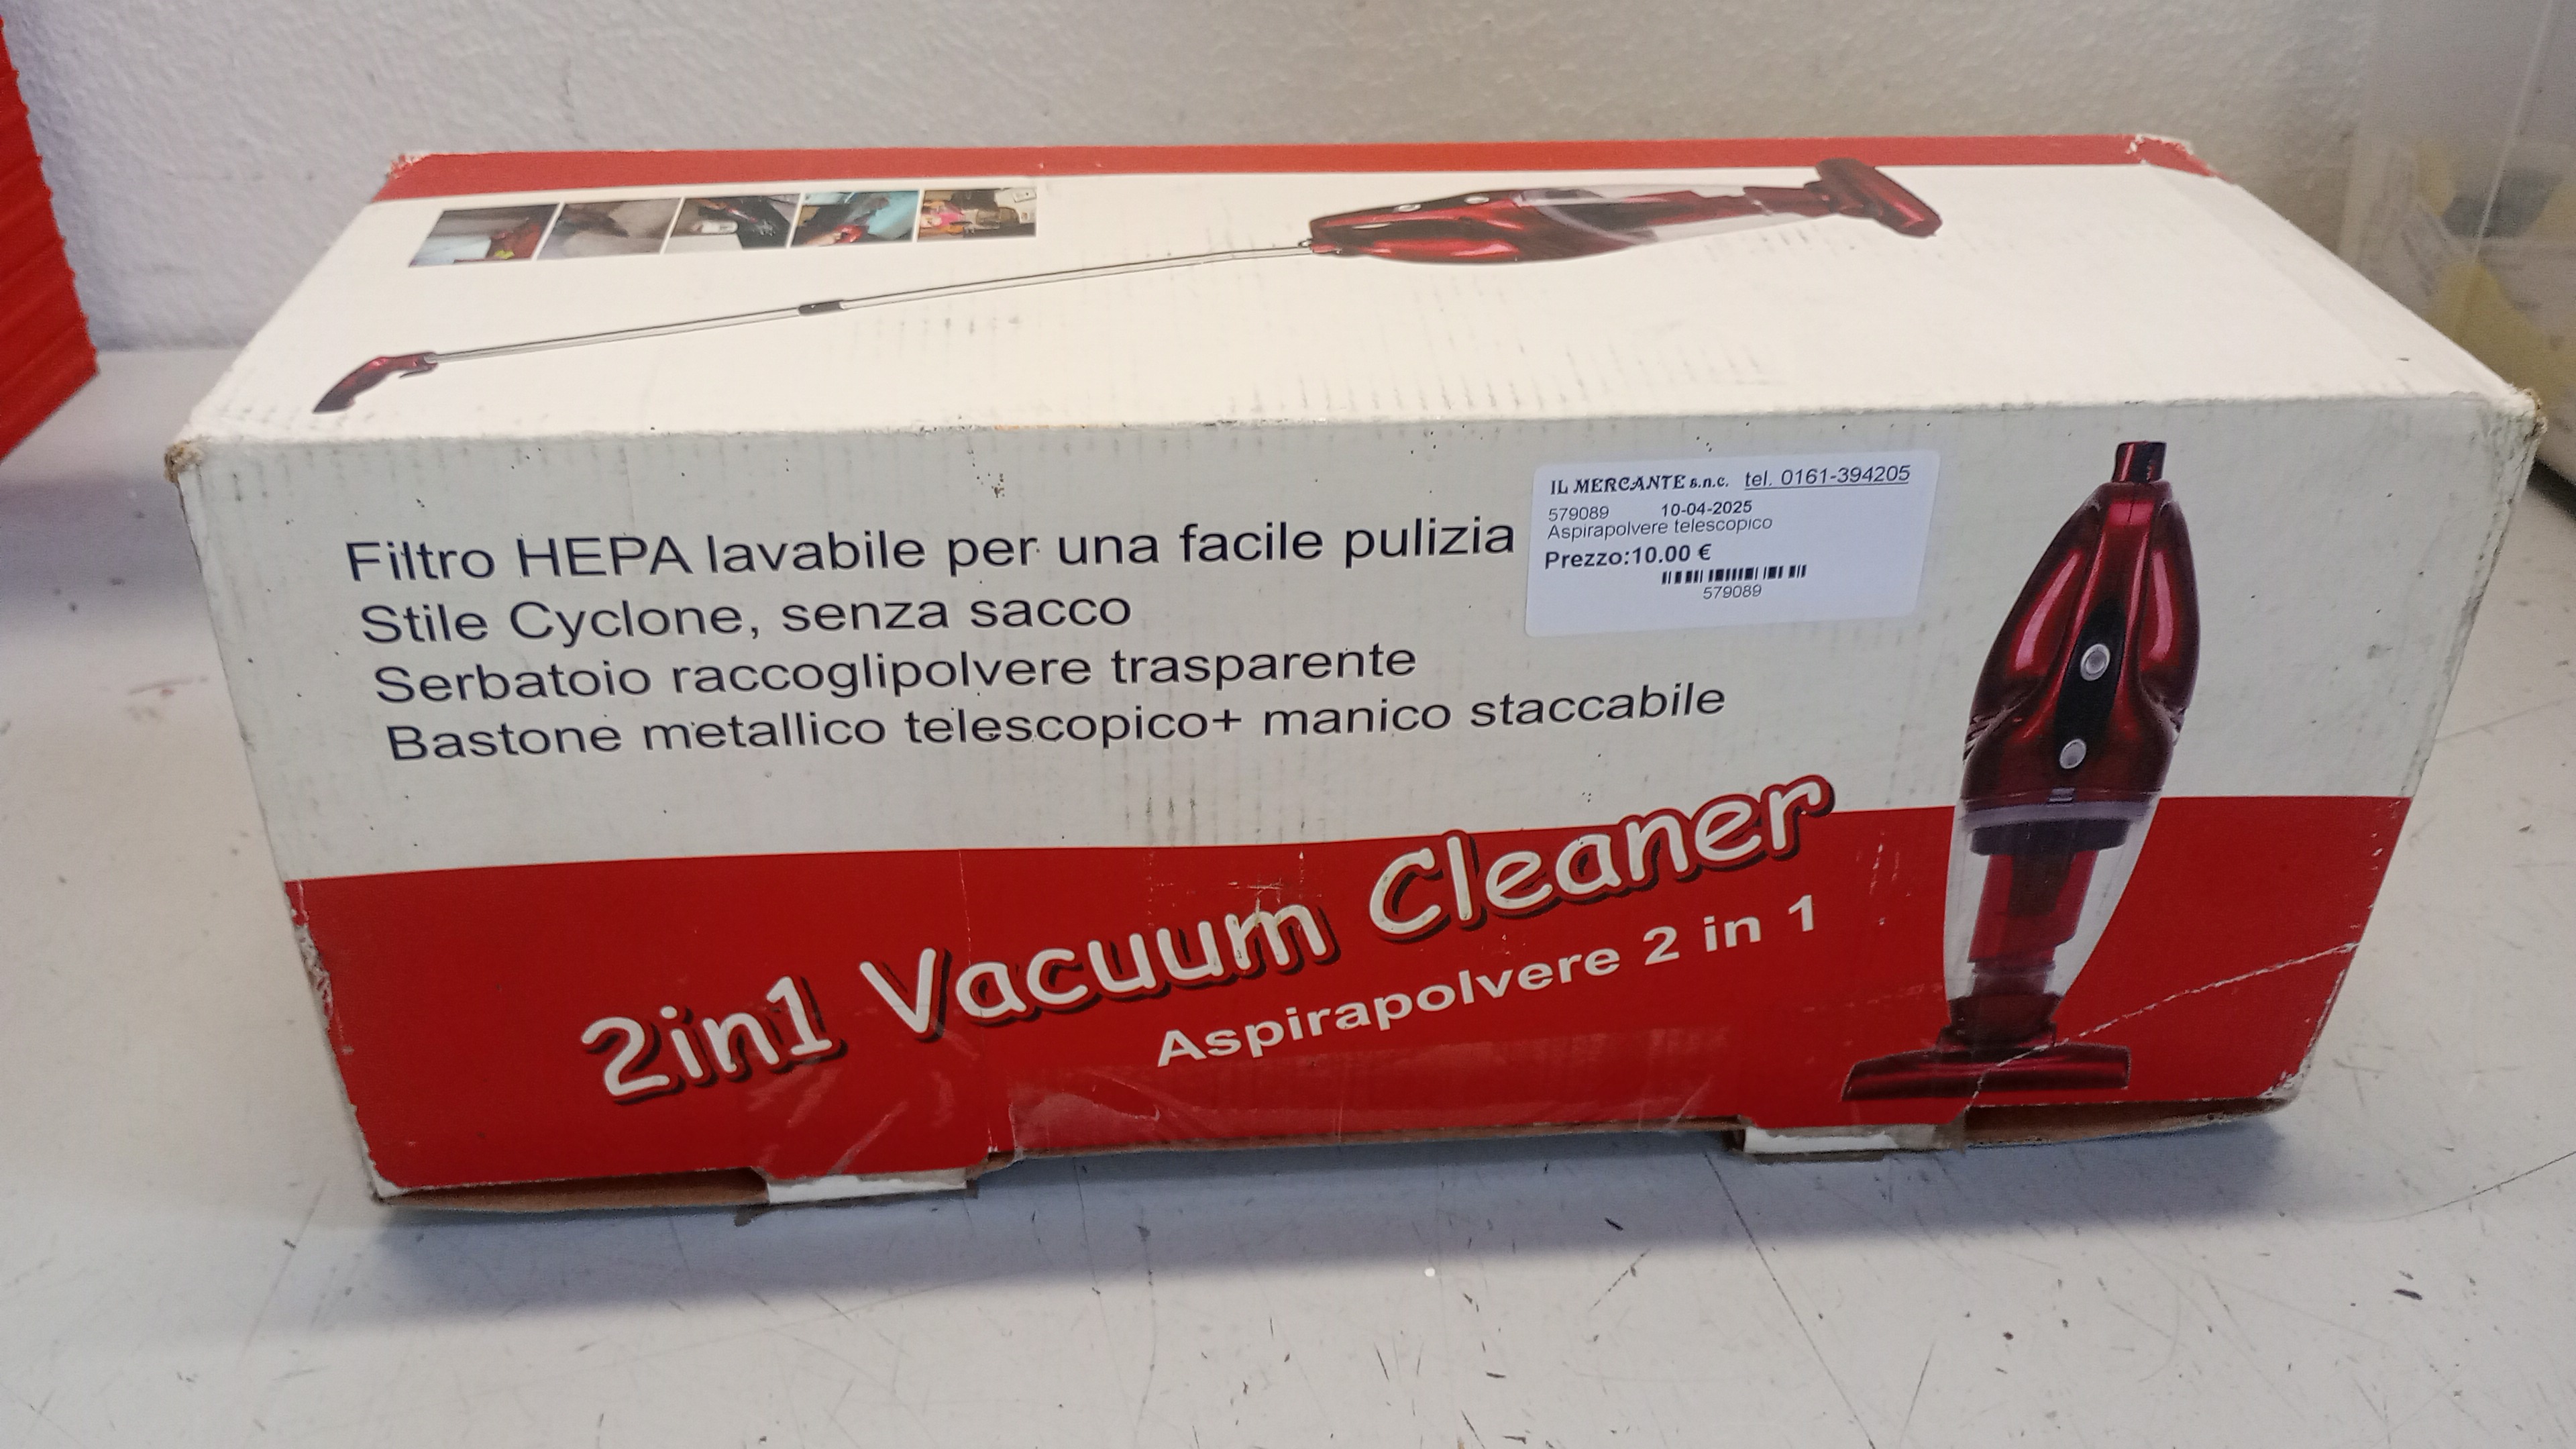 IL MERCANTE s.n.c. tel. 0161-394205
579089 10-04-2025
Aspirapolvere telescopico
Prezzo:10.00 €
579089
Filtro HEPA lavabile per una facile pulizia
Stile Cyclone, senza sacco
Serbatoio raccoglipolvere trasparente
Bastone metallico telescopico+ manico staccabile
2in1 Vacuum Cleaner
Aspirapolvere 2 in 1